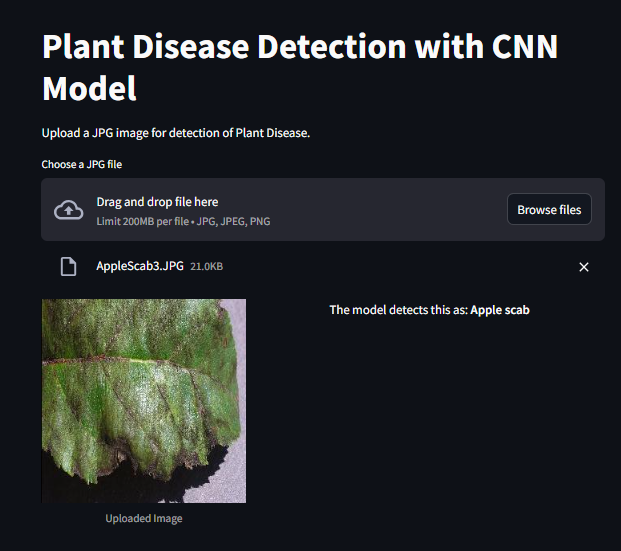 Plant Disease Detection with CNN
Model
Upload a JPG image for detection of Plant Disease.
Choose a JPG file
Drag and drop file here
Limit 200MB per file • JPG, JPEG, PNG
Browse files
AppleScab3.JPG 21.0KB
The model detects this as: Apple scab
Uploaded Image